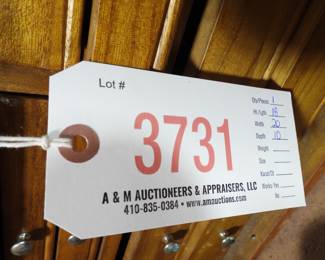 Lot #
3731
A & M AUCTIONEERS & APPRAISERS, LLC
410-835-0384 • www.amauctions.com
Qty/Pieces 1
Ht./Lgth. 18
Width 20
Depth 10
Weight
Size
Karat/Ct
Works Yes
No